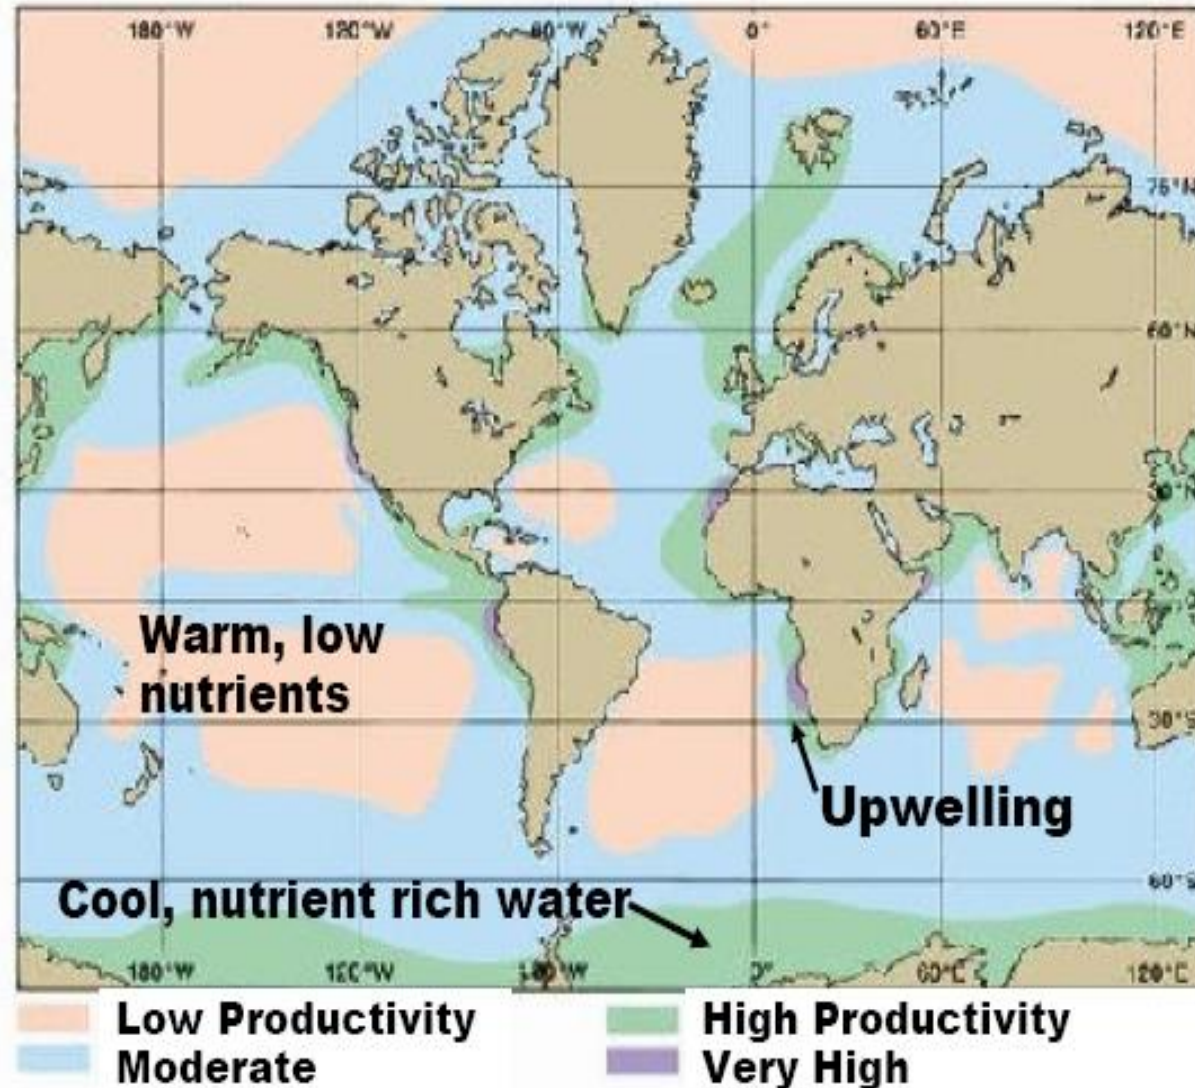 180°W 120°W 60°W 0° 60°E 120°E
75°N
60°N
Warm, low
nutrients
30°S
Upwelling
60°S
Cool, nutrient rich water
180°W 120°W 0° 120°
Low Productivity High Productivity
Moderate Very High